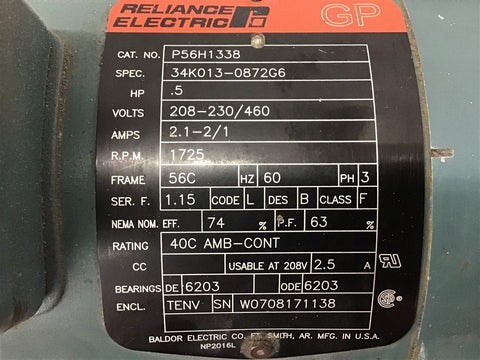 RELIANCE
ELECTRIC GP
CAT. NO. P56H1338
SPEC. 34K013-0872G6
HP .5
VOLTS 208-230/460
AMPS 2.1-2/1
R.P.M. 1725
FRAME 56C HZ 60 PH 3
SER. F. 1.15 CODE L DES B CLASS F
NEMA NOM. EFF. 74 % P.F. 63 %
RATING 40C AMB-CONT
CC USABLE AT 208V 2.5 A
BEARINGS DE 6203 ODE 6203
ENCL. TENV SN W0708171138
BALDOR ELECTRIC CO. FT. SMITH, AR. MFG. IN U.S.A.
NP2016L